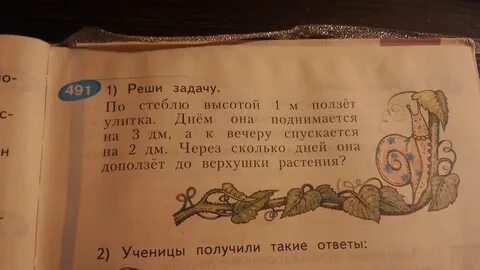 491 1) Реши задачу.
По стеблю высотой 1 м ползёт
улитка. Днём она поднимается
на 3 дм, а к вечеру спускается
на 2 дм. Через сколько дней она
доползёт до верхушки растения?
2) Ученицы получили такие ответы: